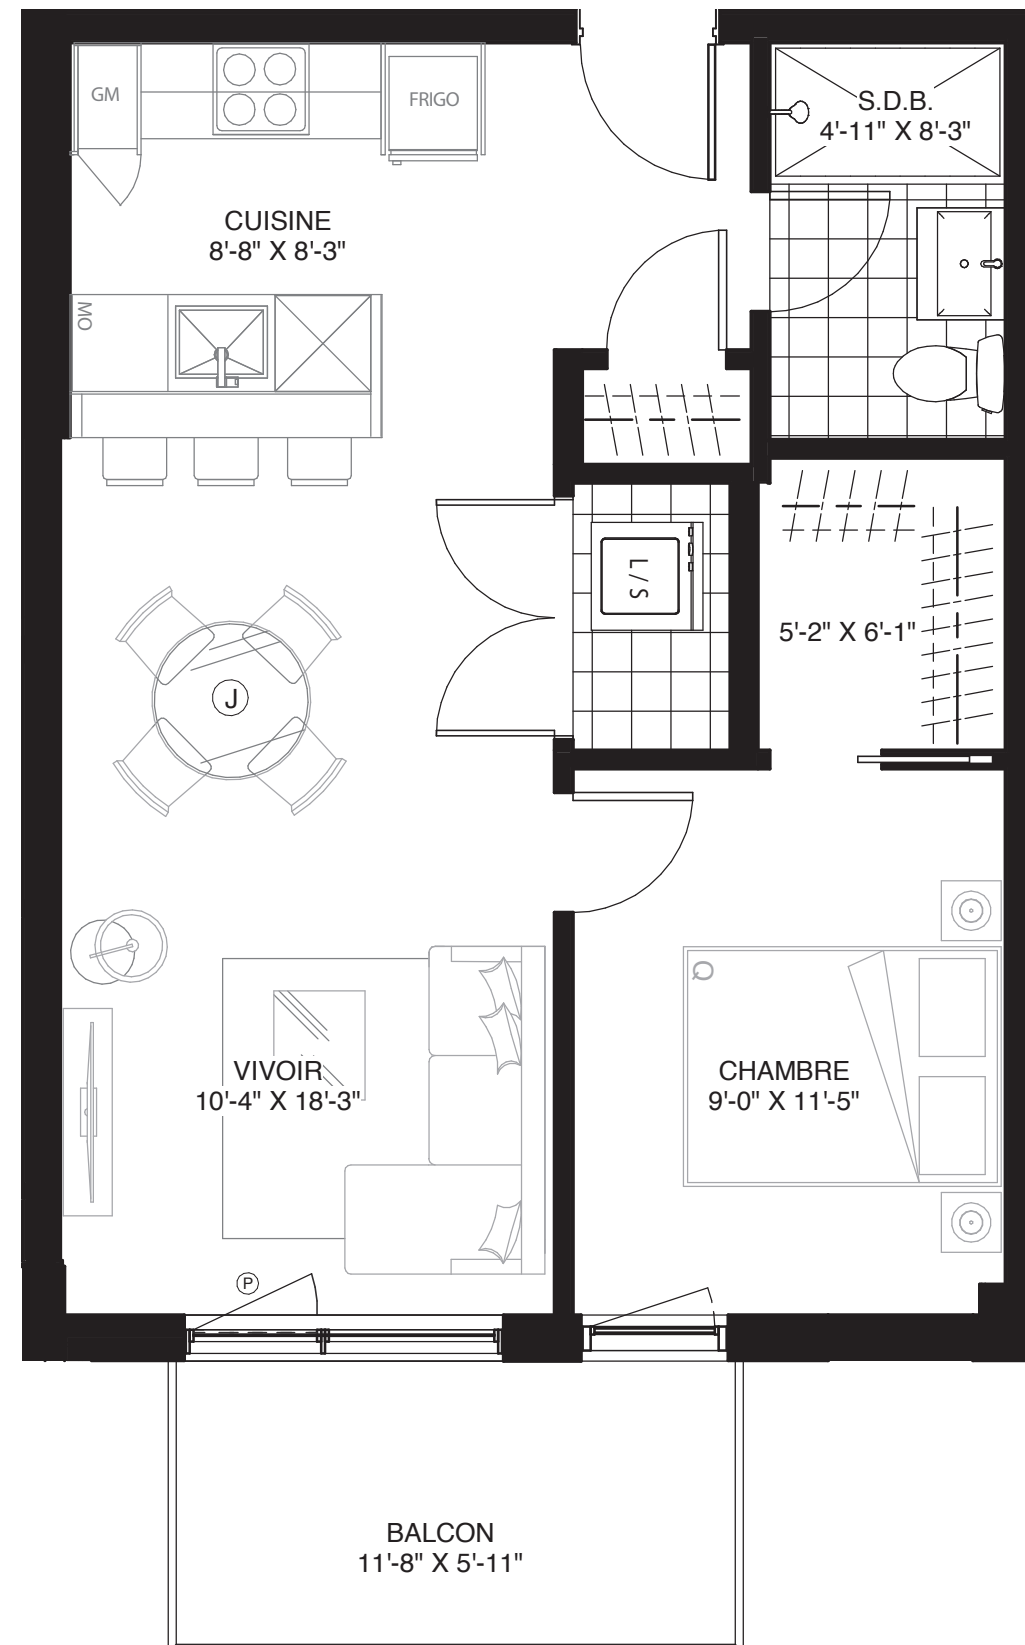 GM
FRIGO
S.D.B.
4'-11" X 8'-3"
CUISINE
8'-8" X 8'-3"
MO
L/S
5'-2" X 6'-1"
J
Q
VIVOIR
10'-4" X 18'-3"
CHAMBRE
9'-0" X 11'-5"
P
BALCON
11'-8" X 5'-11"